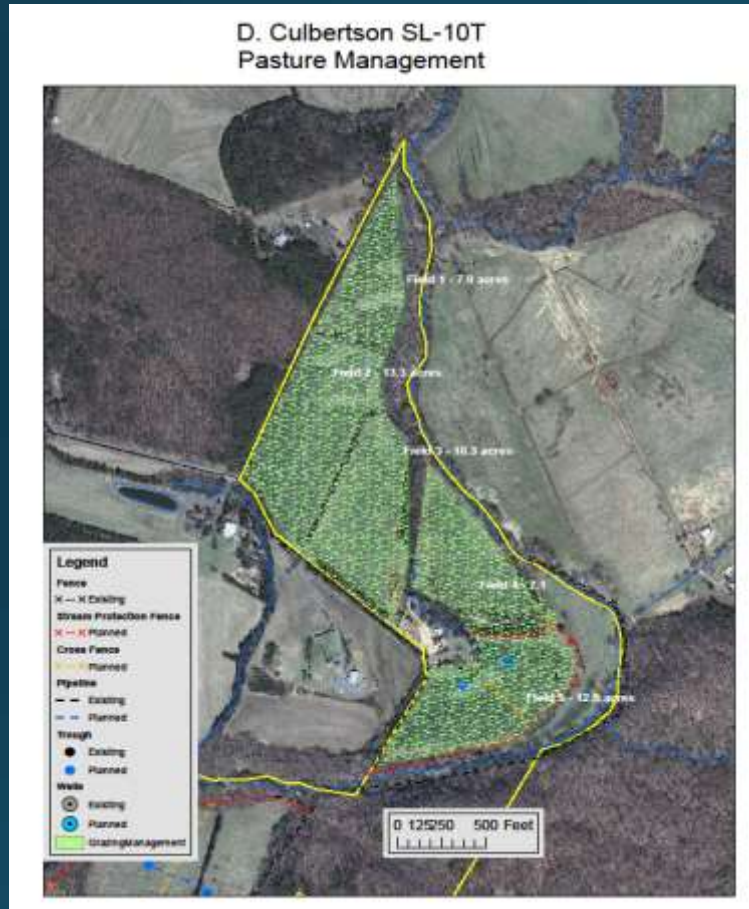 D. Culbertson SL-10T
Pasture Management
Field 1 - 7.9 acres
Field 2 - 13.3 acres
Field 3 - 10.3 acres
Field 4 - 7.1
Field 5 - 12.5 acres
Legend
Fence
Existing
Stream Protection Fence
Planned
Cross Fence
Planned
Pipeline
Existing
Planned
Trough
Existing
Planned
Wells
Existing
Planned
GrazingManagement
0 125250 500 Feet